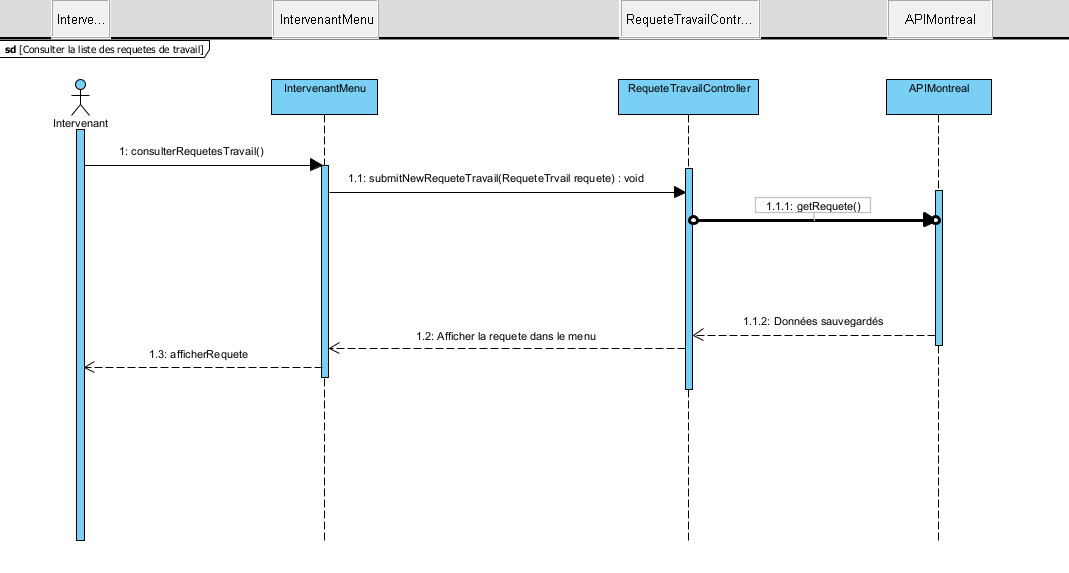 Interve...
IntervenantMenu
RequeteTravailContr...
APIMontreal
sd [Consulter la liste des requetes de travail]
Intervenant
IntervenantMenu
RequeteTravailController
APIMontreal
1: consulterRequetesTravail()
1.1: submitNewRequeteTravail(RequeteTrvail requete) : void
1.1.1: getRequete()
1.1.2: Données sauvegardés
1.2: Afficher la requete dans le menu
1.3: afficherRequete